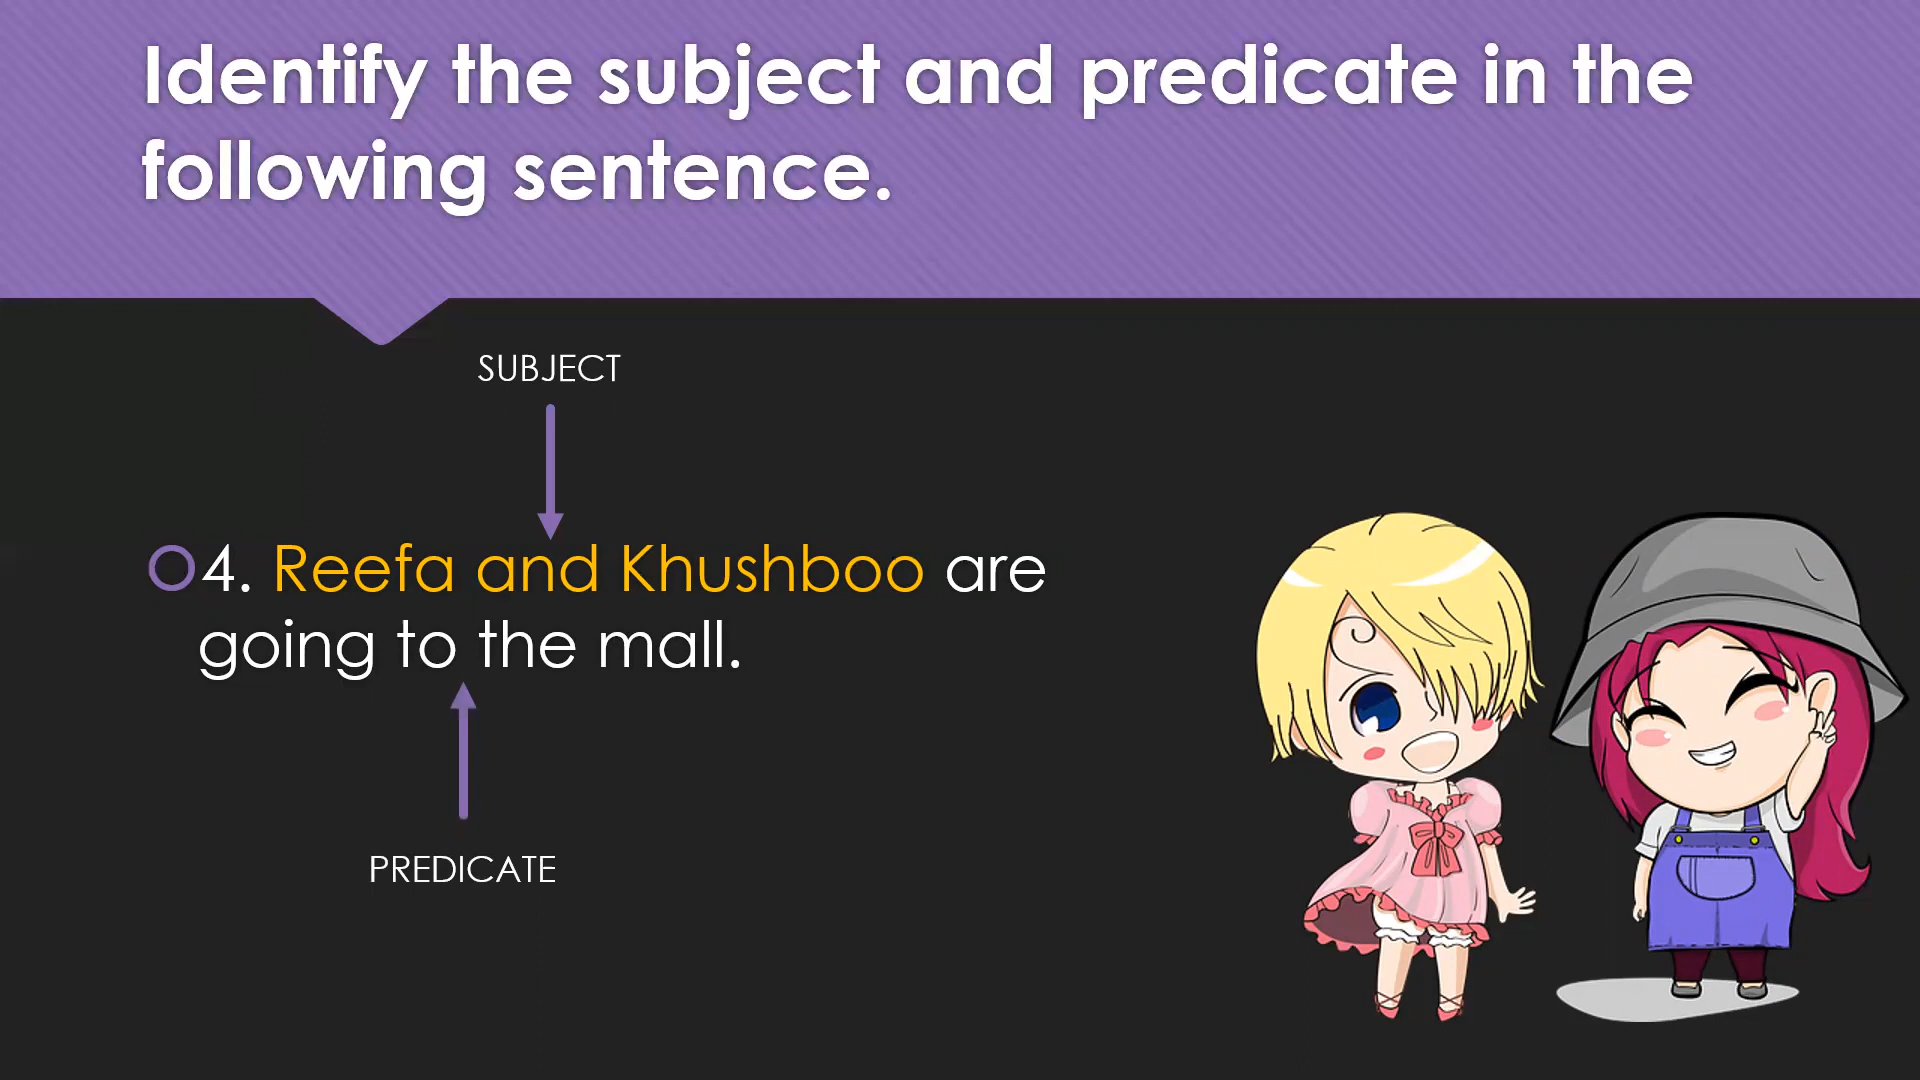 Identify the subject and predicate in the
following sentence.
SUBJECT
4. Reefa and Khushboo are
going to the mall.
PREDICATE